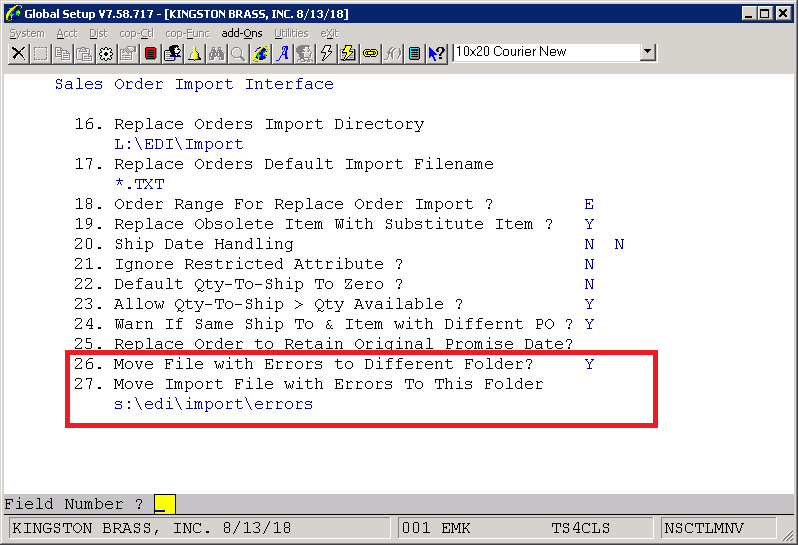 Global Setup V7.58.717 - [KINGSTON BRASS, INC. 8/13/18]
System Acct Dist cop-Ctl cop-Func add-Ons Utilities eXit
10x20 Courier New
Sales Order Import Interface
16. Replace Orders Import Directory
L:\EDI\Import
17. Replace Orders Default Import Filename
*.TXT
18. Order Range For Replace Order Import ? E
19. Replace Obsolete Item With Substitute Item ? Y
20. Ship Date Handling N N
21. Ignore Restricted Attribute ? N
22. Default Qty-To-Ship To Zero ? N
23. Allow Qty-To-Ship > Qty Available ? Y
24. Warn If Same Ship To & Item with Differnt PO ? Y
25. Replace Order to Retain Original Promise Date?
26. Move File with Errors to Different Folder? Y
27. Move Import File with Errors To This Folder
s:\edi\import\errors
Field Number ? _
KINGSTON BRASS, INC. 8/13/18 001 EMK TS4CLS NSCTLMNV